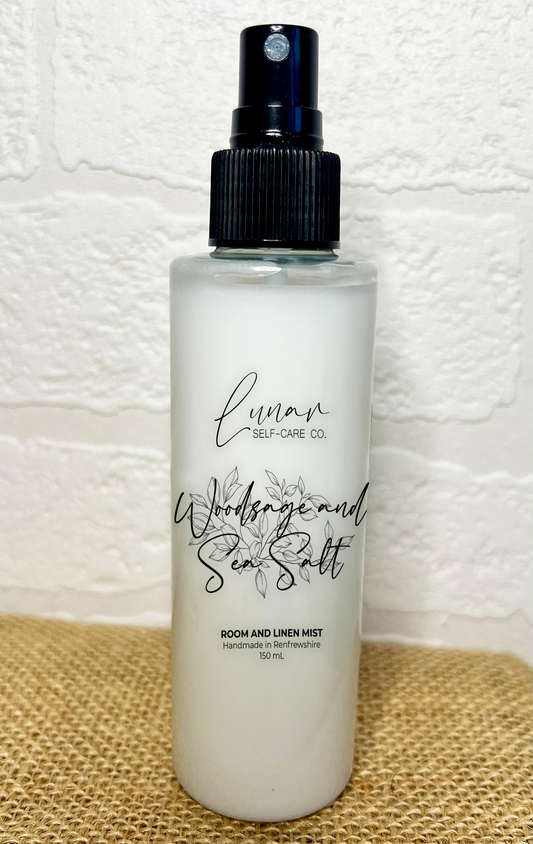 Lunar
SELF-CARE CO.
Woodsage and
Sea Salt
ROOM AND LINEN MIST
Handmade in Renfrewshire
150 mL